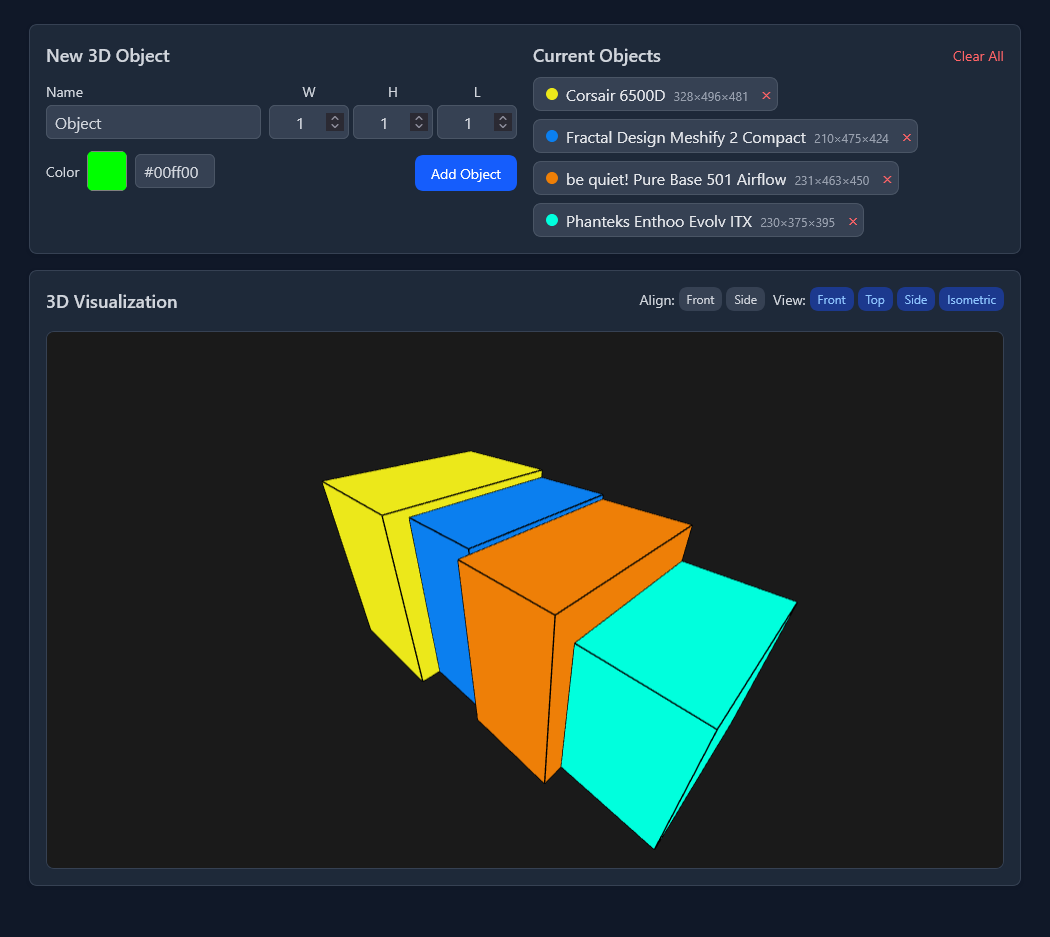 New 3D Object
Name W H L
Object 1 1 1
Color #00ff00 Add Object
Current Objects Clear All
Corsair 6500D 328×496×481 ×
Fractal Design Meshify 2 Compact 210×475×424 ×
be quiet! Pure Base 501 Airflow 231×463×450 ×
Phanteks Enthoo Evolv ITX 230×375×395 ×
3D Visualization Align: Front Side View: Front Top Side Isometric